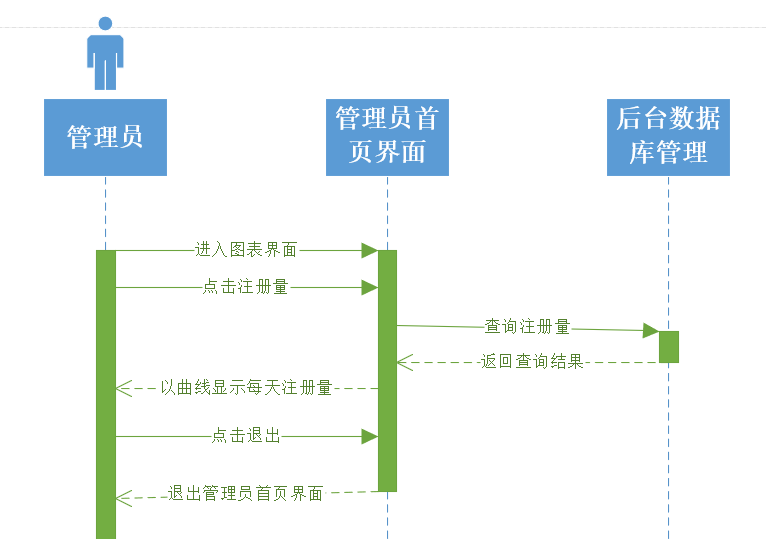 管理员
管理员首
页界面
后台数据
库管理
进入图表界面
点击注册量
查询注册量
返回查询结果
以曲线显示每天注册量
点击退出
退出管理员首页界面